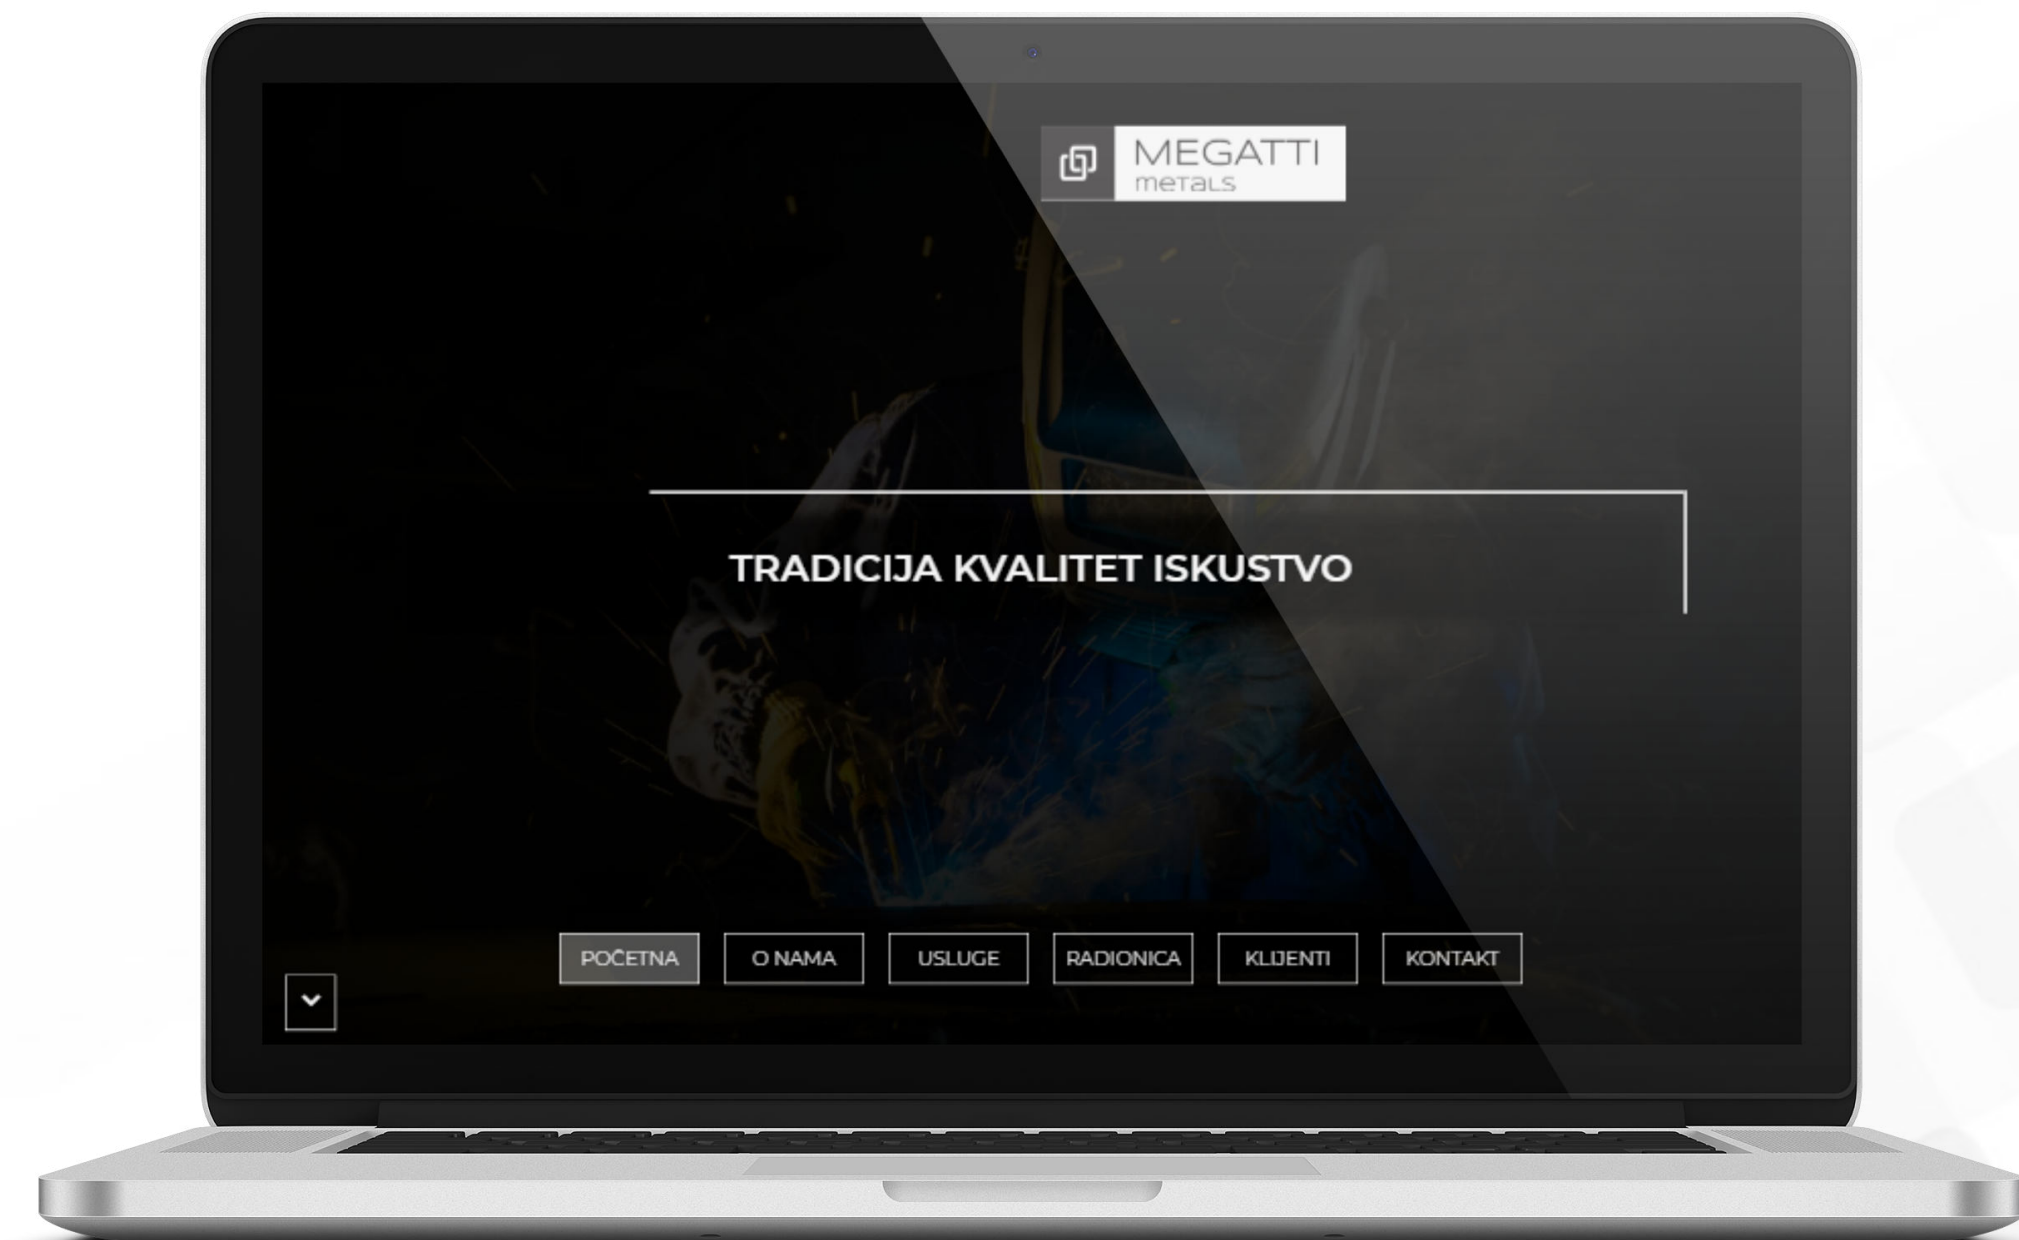 MEGATTI
metals
TRADICIJA KVALITET ISKUSTVO
POČETNA
O NAMA
USLUGE
RADIONICA
KLIJENTI
KONTAKT